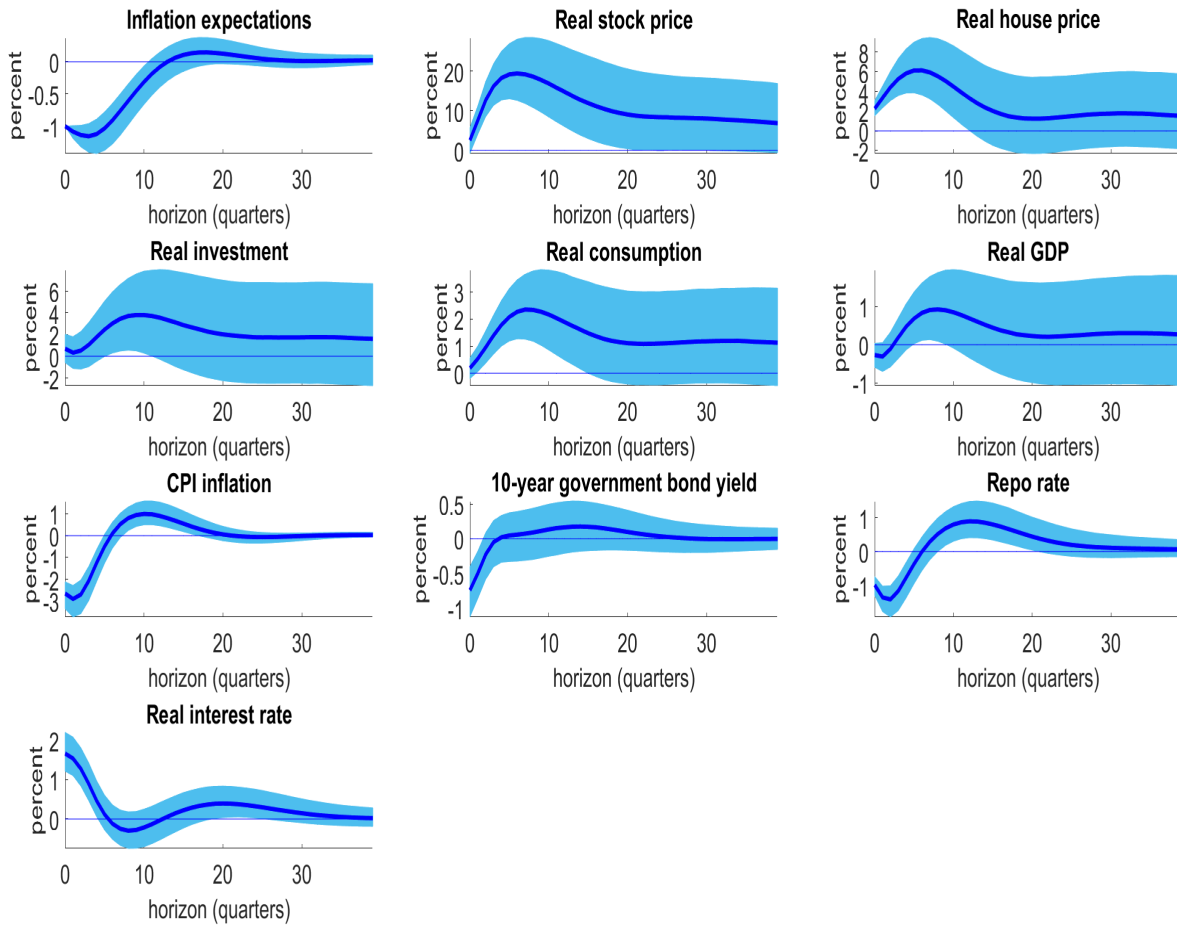 Inflation expectations
percent
0
-0.5
-1
0 10 20 30
horizon (quarters)
Real stock price
percent
20
10
0
0 10 20 30
horizon (quarters)
Real house price
percent
8
6
4
2
0
-2
0 10 20 30
horizon (quarters)
Real investment
percent
6
4
2
0
-2
0 10 20 30
horizon (quarters)
Real consumption
percent
3
2
1
0
0 10 20 30
horizon (quarters)
Real GDP
percent
1
0
-1
0 10 20 30
horizon (quarters)
CPI inflation
percent
1
0
-1
-2
-3
0 10 20 30
horizon (quarters)
10-year government bond yield
percent
0.5
0
-0.5
-1
0 10 20 30
horizon (quarters)
Repo rate
percent
1
0
-1
0 10 20 30
horizon (quarters)
Real interest rate
percent
2
1
0
0 10 20 30
horizon (quarters)